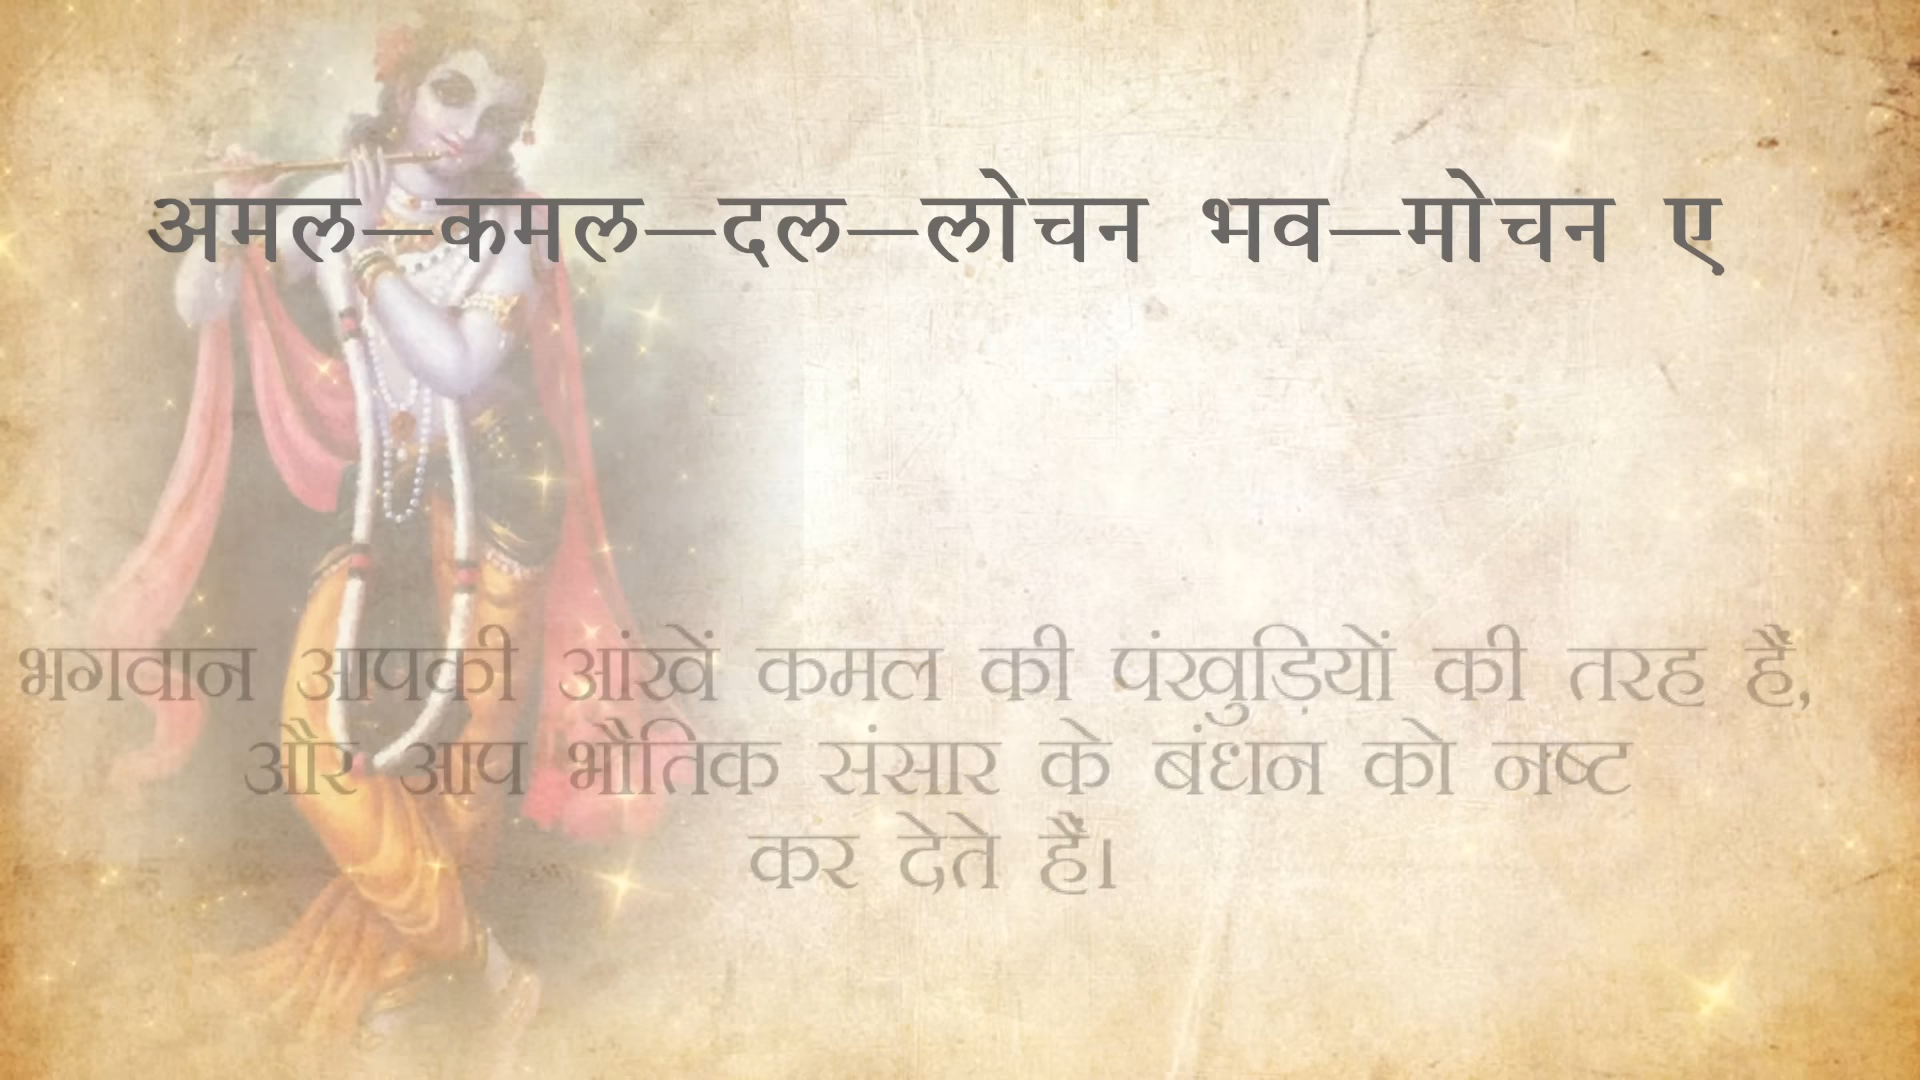 अमल–कमल–दल–लोचन भव–मोचन ए
भगवान आपकी आंखें कमल की पंखुड़ियों की तरह हैं,
और आप भौतिक संसार के बंधन को नष्ट
कर देते हैं।